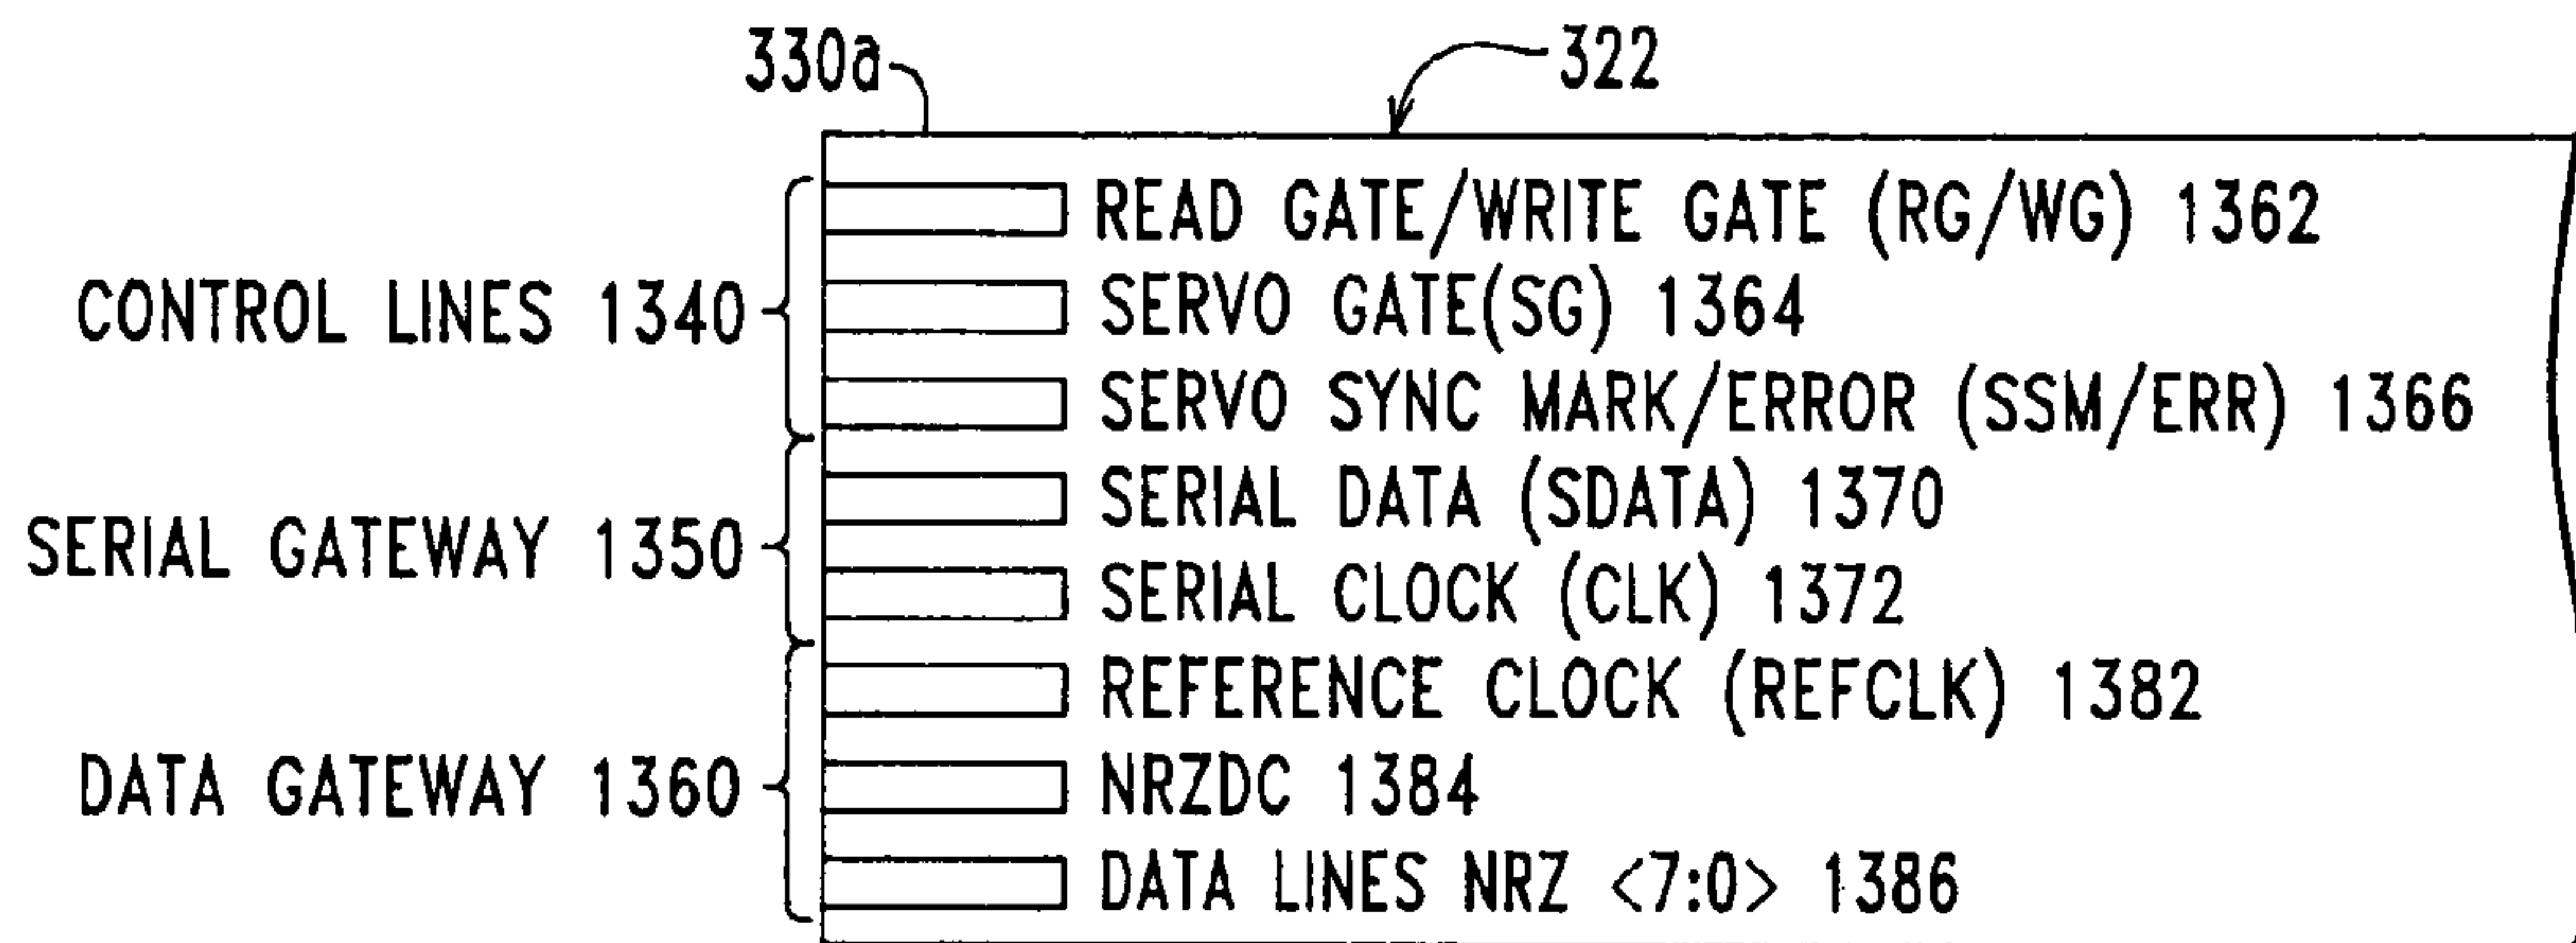 330a
322
READ GATE/WRITE GATE (RG/WG) 1362
CONTROL LINES 1340
SERVO GATE(SG) 1364
SERVO SYNC MARK/ERROR (SSM/ERR) 1366
SERIAL DATA (SDATA) 1370
SERIAL GATEWAY 1350
SERIAL CLOCK (CLK) 1372
REFERENCE CLOCK (REFCLK) 1382
DATA GATEWAY 1360
NRZDC 1384
DATA LINES NRZ <7:0> 1386